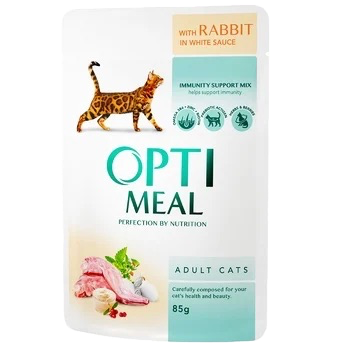 WITH RABBIT
IN WHITE SAUCE
IMMUNITY SUPPORT MIX
helps support immunity
OPTI
MEAL
PERFECTION BY NUTRITION
ADULT CATS
Carefully composed for your
cat's health and beauty.
85g